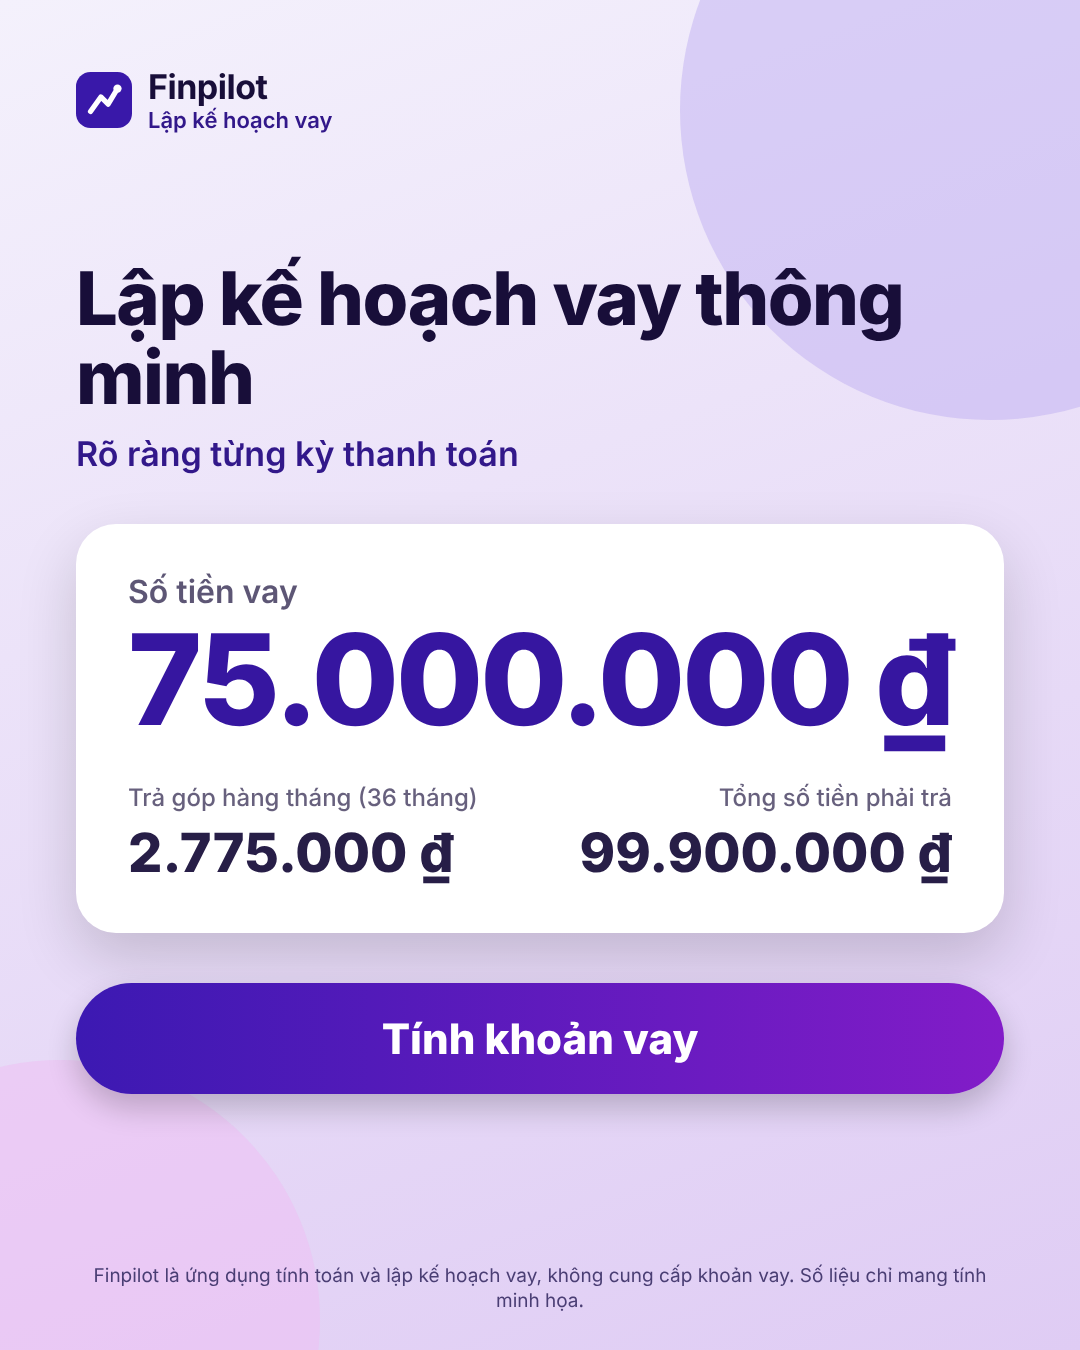 Finpilot
Lập kế hoạch vay
Lập kế hoạch vay thông
minh
Rõ ràng từng kỳ thanh toán
Số tiền vay
75.000.000 ₫
Trả góp hàng tháng (36 tháng)
2.775.000 ₫
Tổng số tiền phải trả
99.900.000 ₫
Tính khoản vay
Finpilot là ứng dụng tính toán và lập kế hoạch vay, không cung cấp khoản vay. Số liệu chỉ mang tính
minh họa.